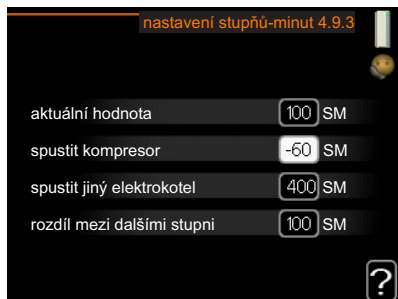 nastavení stupňů-minut 4.9.3
aktuální hodnota 100 SM
spustit kompresor -60 SM
spustit jiný elektrokotel 400 SM
rozdíl mezi dalšími stupni 100 SM
?